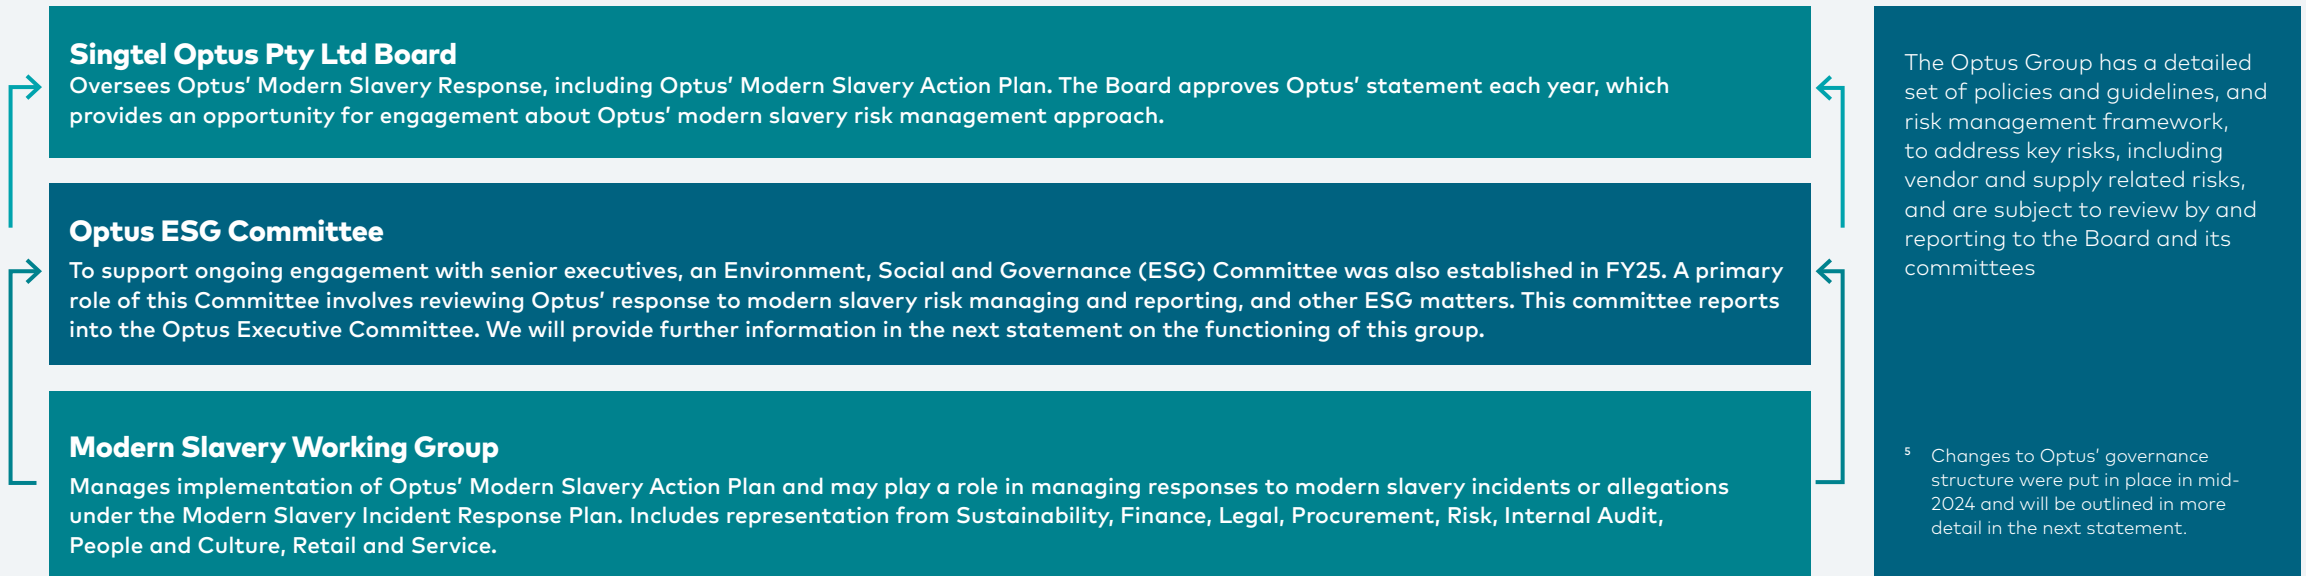 Singtel Optus Pty Ltd Board
Oversees Optus’ Modern Slavery Response, including Optus’ Modern Slavery Action Plan. The Board approves Optus’ statement each year, which
provides an opportunity for engagement about Optus’ modern slavery risk management approach.
Optus ESG Committee
To support ongoing engagement with senior executives, an Environment, Social and Governance (ESG) Committee was also established in FY25. A primary
role of this Committee involves reviewing Optus’ response to modern slavery risk managing and reporting, and other ESG matters. This committee reports
into the Optus Executive Committee. We will provide further information in the next statement on the functioning of this group.
Modern Slavery Working Group
Manages implementation of Optus’ Modern Slavery Action Plan and may play a role in managing responses to modern slavery incidents or allegations
under the Modern Slavery Incident Response Plan. Includes representation from Sustainability, Finance, Legal, Procurement, Risk, Internal Audit,
People and Culture, Retail and Service.
The Optus Group has a detailed
set of policies and guidelines, and
risk management framework,
to address key risks, including
vendor and supply related risks,
and are subject to review by and
reporting to the Board and its
committees
5 Changes to Optus’ governance
structure were put in place in mid-
2024 and will be outlined in more
detail in the next statement.